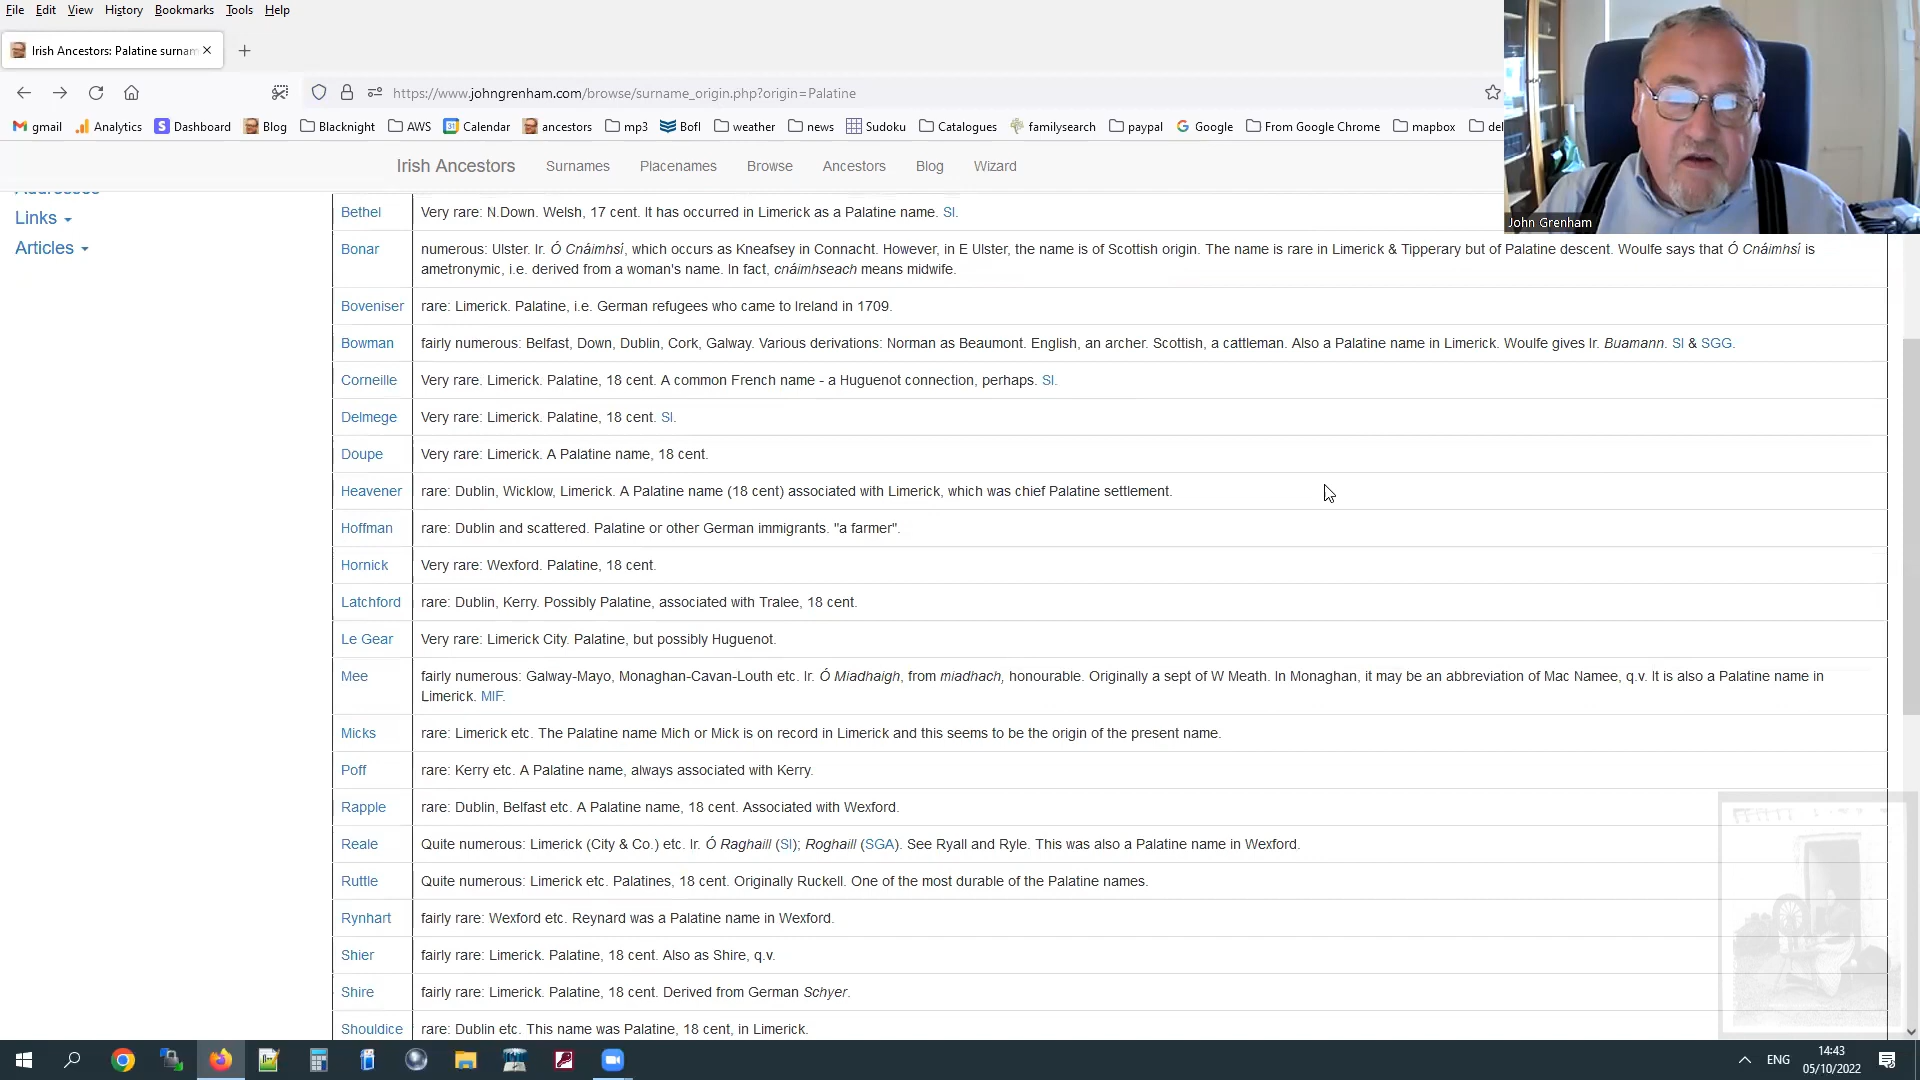 File Edit View History Bookmarks Tools Help
Irish Ancestors: Palatine surnam
https://www.johngrenham.com/browse/surname_origin.php?origin=Palatine
gmail Analytics Dashboard Blog Blacknight AWS Calendar ancestors mp3 BofI weather news Sudoku Catalogues familysearch paypal Google From Google Chrome mapbox del
John Grenham
Irish Ancestors Surnames Placenames Browse Ancestors Blog Wizard
Addresses
Links
Articles
Bethel Very rare: N.Down. Welsh, 17 cent. It has occurred in Limerick as a Palatine name. SI.
Bonar numerous: Ulster. Ir. Ó Cnáimhsí, which occurs as Kneafsey in Connacht. However, in E Ulster, the name is of Scottish origin. The name is rare in Limerick & Tipperary but of Palatine descent. Woulfe says that Ó Cnáimhsí is
ametronymic, i.e. derived from a woman's name. In fact, cnáimhseach means midwife.
Boveniser rare: Limerick. Palatine, i.e. German refugees who came to Ireland in 1709.
Bowman fairly numerous: Belfast, Down, Dublin, Cork, Galway. Various derivations: Norman as Beaumont. English, an archer. Scottish, a cattleman. Also a Palatine name in Limerick. Woulfe gives Ir. Buamann. SI & SGG.
Corneille Very rare. Limerick. Palatine, 18 cent. A common French name - a Huguenot connection, perhaps. SI.
Delmege Very rare: Limerick. Palatine, 18 cent. SI.
Doupe Very rare: Limerick. A Palatine name, 18 cent.
Heavener rare: Dublin, Wicklow, Limerick. A Palatine name (18 cent) associated with Limerick, which was chief Palatine settlement.
Hoffman rare: Dublin and scattered. Palatine or other German immigrants. "a farmer".
Hornick Very rare: Wexford. Palatine, 18 cent.
Latchford rare: Dublin, Kerry. Possibly Palatine, associated with Tralee, 18 cent.
Le Gear Very rare: Limerick City. Palatine, but possibly Huguenot.
Mee fairly numerous: Galway-Mayo, Monaghan-Cavan-Louth etc. Ir. Ó Miadhaigh, from miadhach, honourable. Originally a sept of W Meath. In Monaghan, it may be an abbreviation of Mac Namee, q.v. It is also a Palatine name in
Limerick. MIF.
Micks rare: Limerick etc. The Palatine name Mich or Mick is on record in Limerick and this seems to be the origin of the present name.
Poff rare: Kerry etc. A Palatine name, always associated with Kerry.
Rapple rare: Dublin, Belfast etc. A Palatine name, 18 cent. Associated with Wexford.
Reale Quite numerous: Limerick (City & Co.) etc. Ir. Ó Raghaill (SI); Roghaill (SGA). See Ryall and Ryle. This was also a Palatine name in Wexford.
Ruttle Quite numerous: Limerick etc. Palatines, 18 cent. Originally Ruckell. One of the most durable of the Palatine names.
Rynhart fairly rare: Wexford etc. Reynard was a Palatine name in Wexford.
Shier fairly rare: Limerick. Palatine, 18 cent. Also as Shire, q.v.
Shire fairly rare: Limerick. Palatine, 18 cent. Derived from German Schyer.
Shouldice rare: Dublin etc. This name was Palatine, 18 cent, in Limerick.
ENG
14:43
05/10/2022